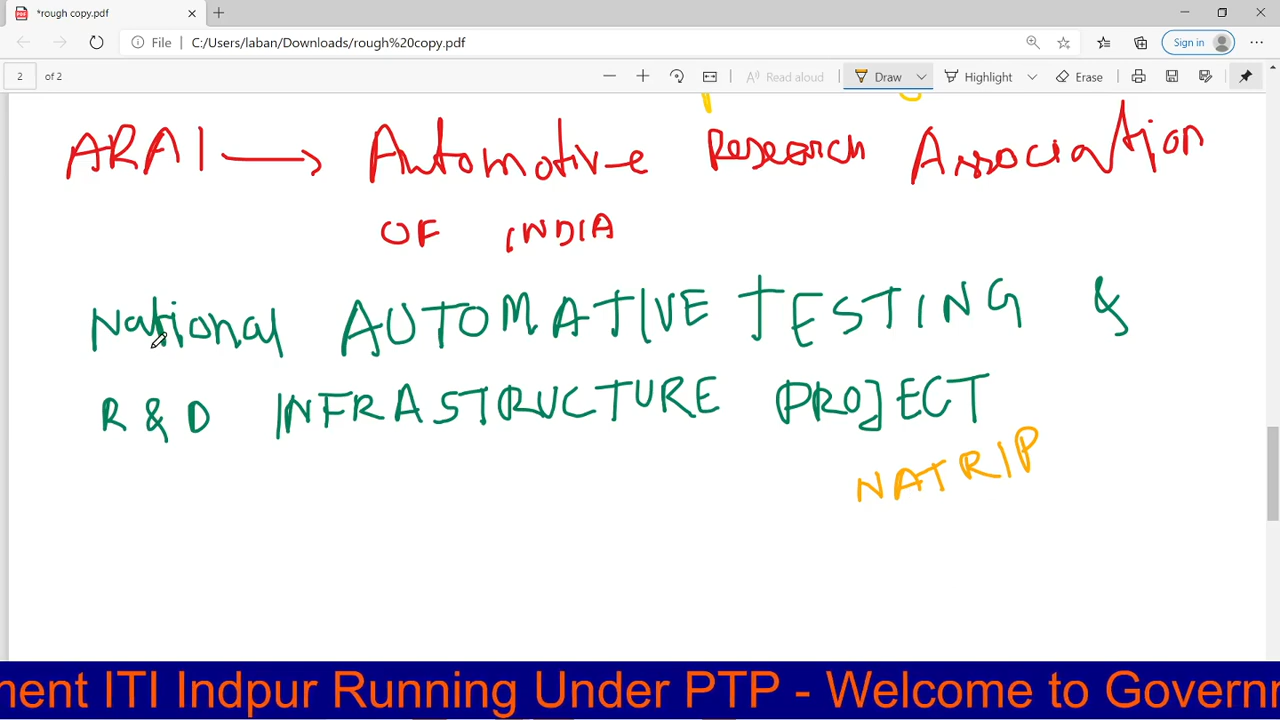 *rough copy.pdf
File C:/Users/laban/Downloads/rough%20copy.pdf Sign in
2 of 2 Read aloud Draw Highlight Erase
ARAI → Automotive Research Association
OF INDIA
National AUTOMATIVE TESTING &
R & D INFRASTRUCTURE PROJECT
NATRIP
ment ITI Indpur Running Under PTP - Welcome to Governm